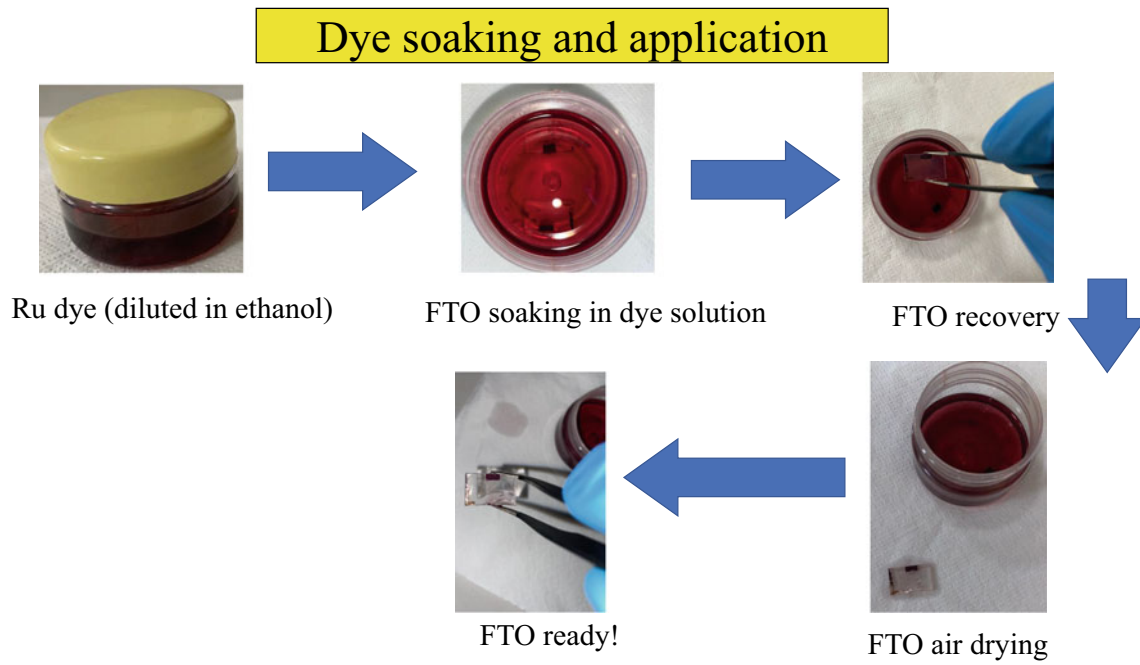 Dye soaking and application
Ru dye (diluted in ethanol)
FTO soaking in dye solution
FTO recovery
FTO air drying
FTO ready!